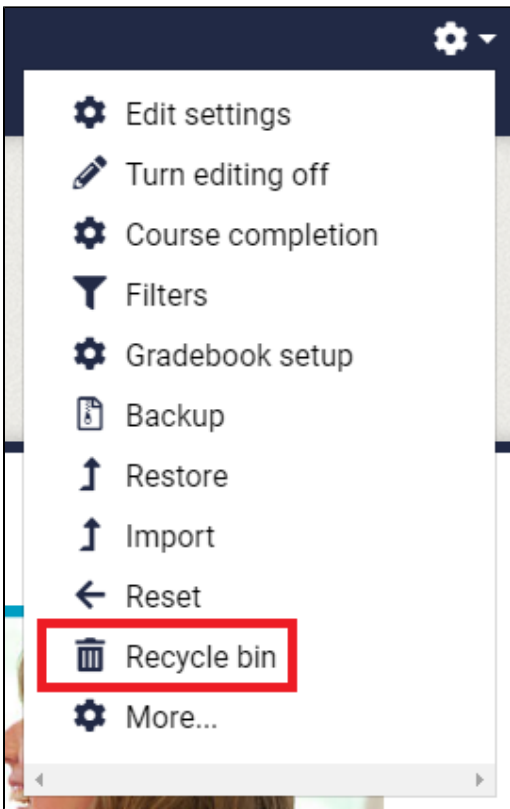 Edit settings
Turn editing off
Course completion
Filters
Gradebook setup
Backup
Restore
Import
Reset
Recycle bin
More...